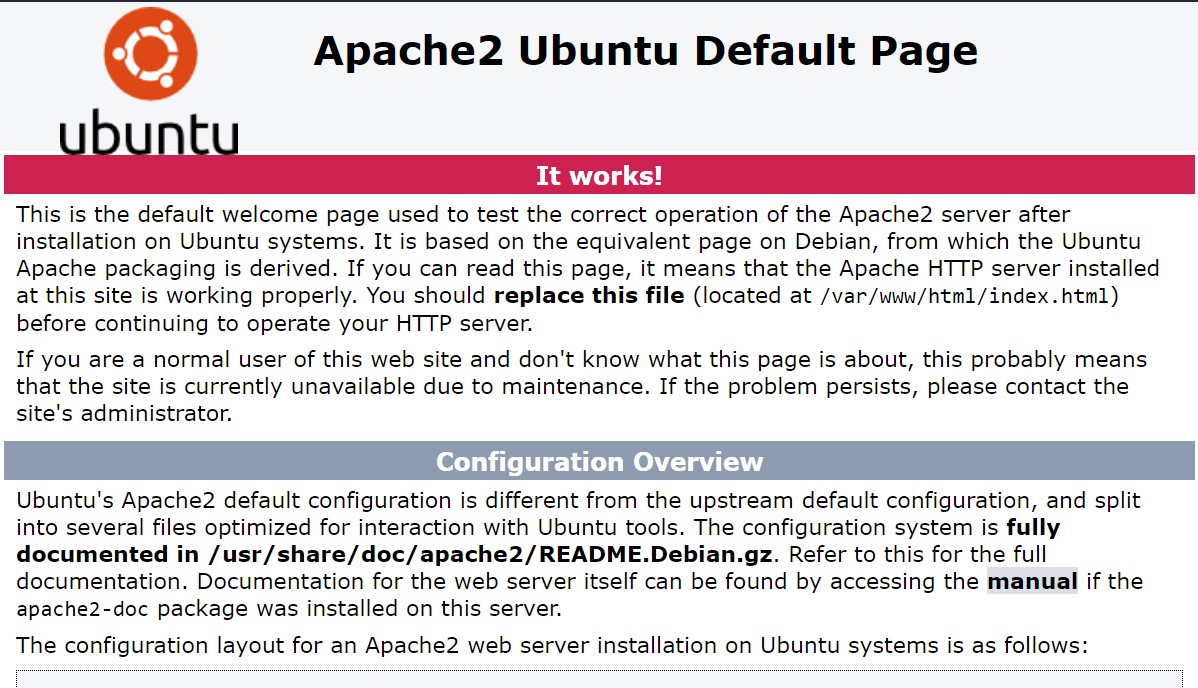 ubuntu
Apache2 Ubuntu Default Page
It works!
This is the default welcome page used to test the correct operation of the Apache2 server after
installation on Ubuntu systems. It is based on the equivalent page on Debian, from which the Ubuntu
Apache packaging is derived. If you can read this page, it means that the Apache HTTP server installed
at this site is working properly. You should replace this file (located at /var/www/html/index.html)
before continuing to operate your HTTP server.
If you are a normal user of this web site and don't know what this page is about, this probably means
that the site is currently unavailable due to maintenance. If the problem persists, please contact the
site's administrator.
Configuration Overview
Ubuntu's Apache2 default configuration is different from the upstream default configuration, and split
into several files optimized for interaction with Ubuntu tools. The configuration system is fully
documented in /usr/share/doc/apache2/README.Debian.gz. Refer to this for the full
documentation. Documentation for the web server itself can be found by accessing the manual if the
apache2-doc package was installed on this server.
The configuration layout for an Apache2 web server installation on Ubuntu systems is as follows: